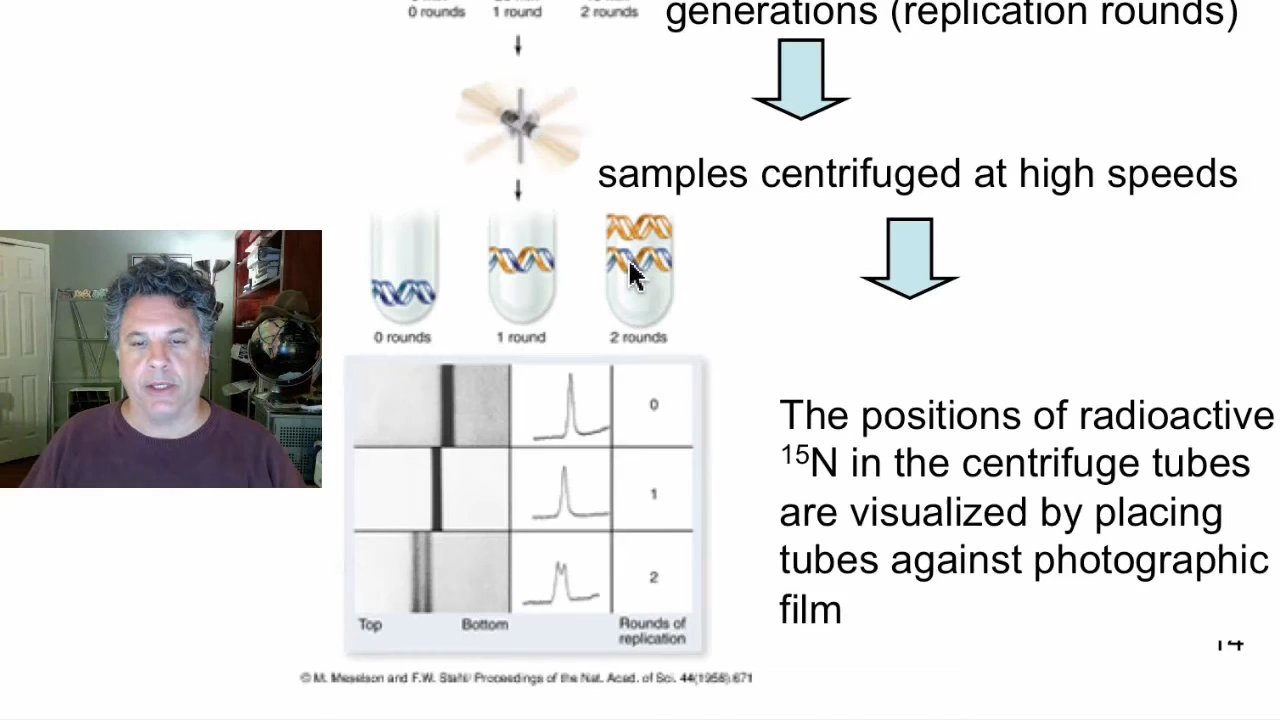 0 rounds
1 round
2 rounds
generations (replication rounds)
samples centrifuged at high speeds
0 rounds
1 round
2 rounds
0
1
2
Top
Bottom
Rounds of
replication
The positions of radioactive
15N in the centrifuge tubes
are visualized by placing
tubes against photographic
film
© M. Meselson and F.W. Stahl/ Proceedings of the Nat. Acad. of Sci. 44(1958):671